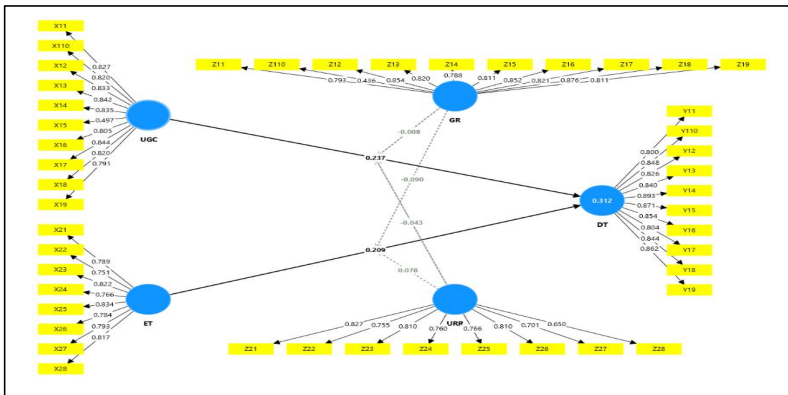 X11
X110
X12
X13
X14
X15
X16
X17
X18
X19
0.827
0.820
0.833
0.842
0.835
0.497
0.805
0.844
0.820
0.791
UGC
Z11 Z110 Z12 Z13 Z14 Z15 Z16 Z17 Z18 Z19
0.793 0.436 0.854 0.820 0.788 0.811 0.852 0.821 0.876 0.811
GR
-0.008
0.237
-0.090
-0.043
0.209
0.078
Y11
Y110
Y12
Y13
Y14
Y15
Y16
Y17
Y18
Y19
0.800
0.848
0.826
0.840
0.893
0.871
0.854
0.804
0.844
0.862
0.312
DT
X21
X22
X23
X24
X25
X26
X27
X28
0.789
0.751
0.822
0.766
0.834
0.784
0.793
0.817
ET
URP
0.827 0.755 0.810 0.760 0.766 0.810 0.701 0.650
Z21 Z22 Z23 Z24 Z25 Z26 Z27 Z28